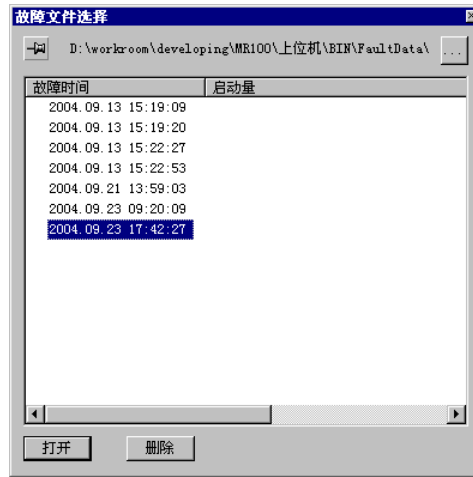 故障文件选择
D:\workroom\developing\MR100\上位机\BIN\FaultData\ ...
故障时间 启动量
2004.09.13 15:19:09
2004.09.13 15:19:20
2004.09.13 15:22:27
2004.09.13 15:22:53
2004.09.21 13:59:03
2004.09.23 09:20:09
2004.09.23 17:42:27
打开 删除